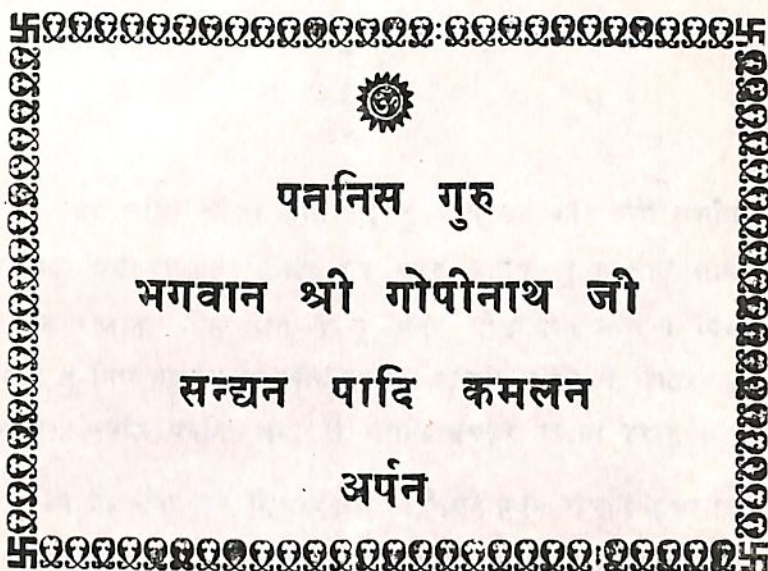 ॐ
पननिस गुरु
भगवान श्री गोपीनाथ जी
सन्द्यन पादि कमलन
अर्पन